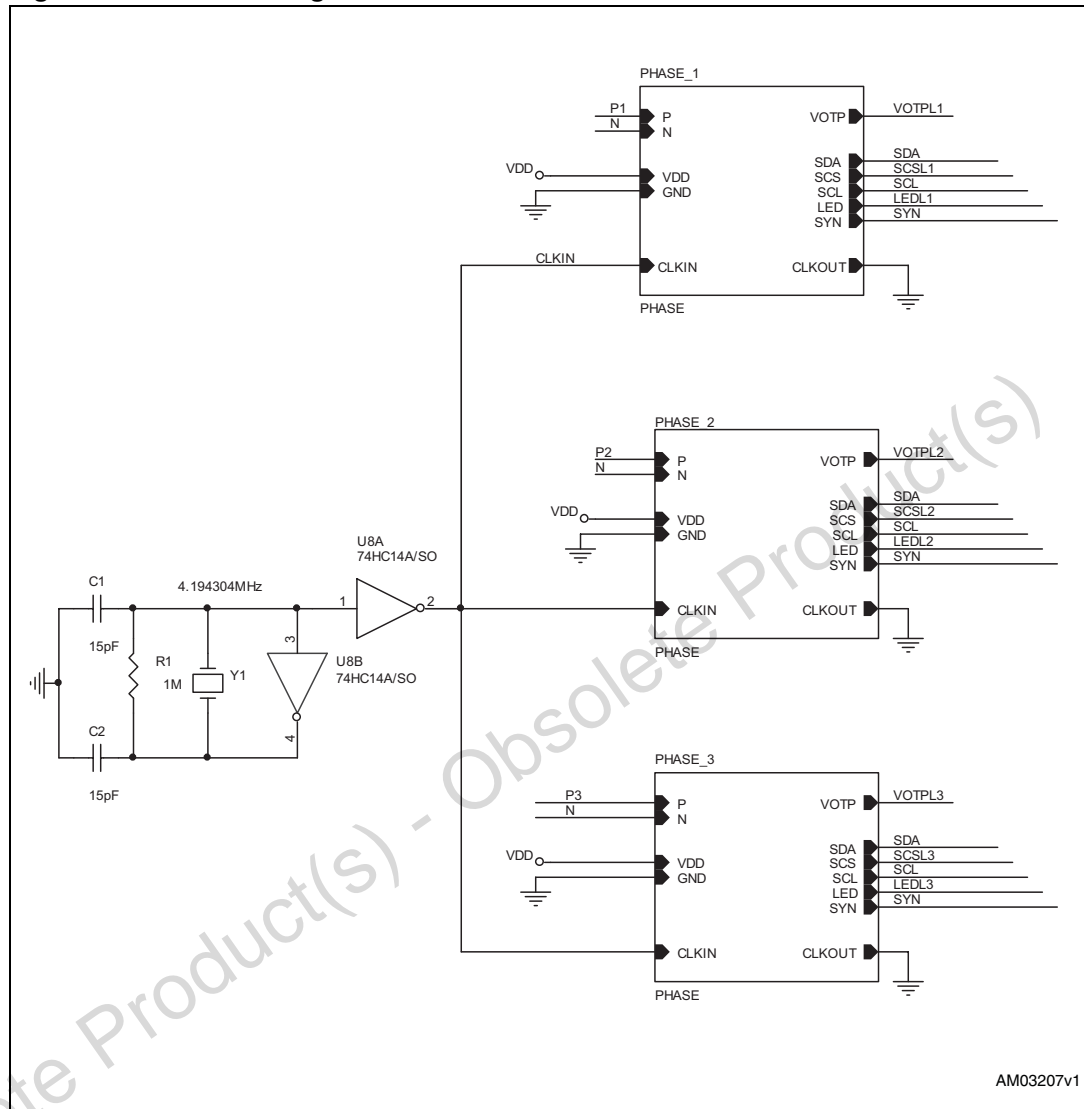 PHASE_1
P1
N
P
N
VOTP
VOTPL1
VDD
VDD
GND
SDA
SCS
SCL
LED
SYN
SDA
SCSL1
SCL
LEDL1
SYN
CLKIN
CLKIN
CLKOUT
PHASE
PHASE_2
P2
N
P
N
VOTP
VOTPL2
VDD
VDD
GND
SDA
SCS
SCL
LED
SYN
SDA
SCSL2
SCL
LEDL2
SYN
U8A
74HC14A/SO
C1
4.194304MHz
1
2
CLKIN
CLKOUT
15pF
3
PHASE
R1
1M
Y1
U8B
74HC14A/SO
C2
4
15pF
PHASE_3
P3
N
P
N
VOTP
VOTPL3
VDD
VDD
GND
SDA
SCS
SCL
LED
SYN
SDA
SCSL3
SCL
LEDL3
SYN
CLKIN
CLKOUT
PHASE
AM03207v1
Product(s) - Obsolete Product(s)